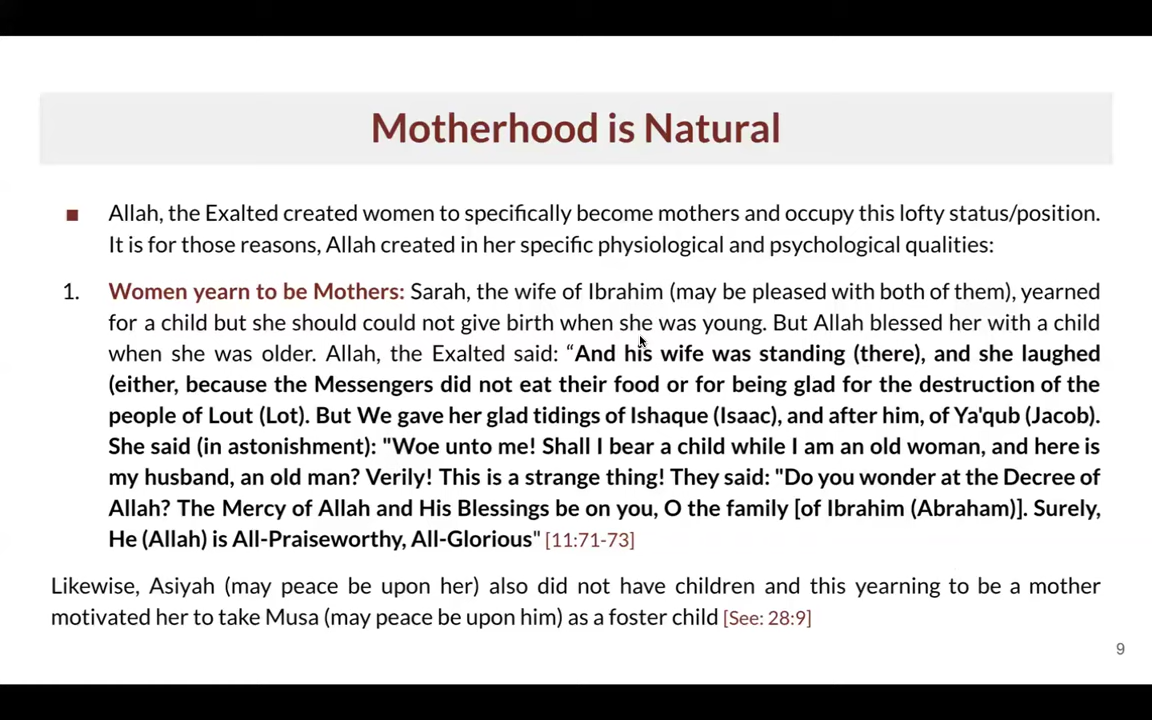 Motherhood is Natural
▪ Allah, the Exalted created women to specifically become mothers and occupy this lofty status/position.
It is for those reasons, Allah created in her specific physiological and psychological qualities:
1. Women yearn to be Mothers: Sarah, the wife of Ibrahim (may be pleased with both of them), yearned
for a child but she should could not give birth when she was young. But Allah blessed her with a child
when she was older. Allah, the Exalted said: “And his wife was standing (there), and she laughed
(either, because the Messengers did not eat their food or for being glad for the destruction of the
people of Lout (Lot). But We gave her glad tidings of Ishaque (Isaac), and after him, of Ya'qub (Jacob).
She said (in astonishment): "Woe unto me! Shall I bear a child while I am an old woman, and here is
my husband, an old man? Verily! This is a strange thing! They said: "Do you wonder at the Decree of
Allah? The Mercy of Allah and His Blessings be on you, O the family [of Ibrahim (Abraham)]. Surely,
He (Allah) is All-Praiseworthy, All-Glorious" [11:71-73]
Likewise, Asiyah (may peace be upon her) also did not have children and this yearning to be a mother
motivated her to take Musa (may peace be upon him) as a foster child [See: 28:9]
9